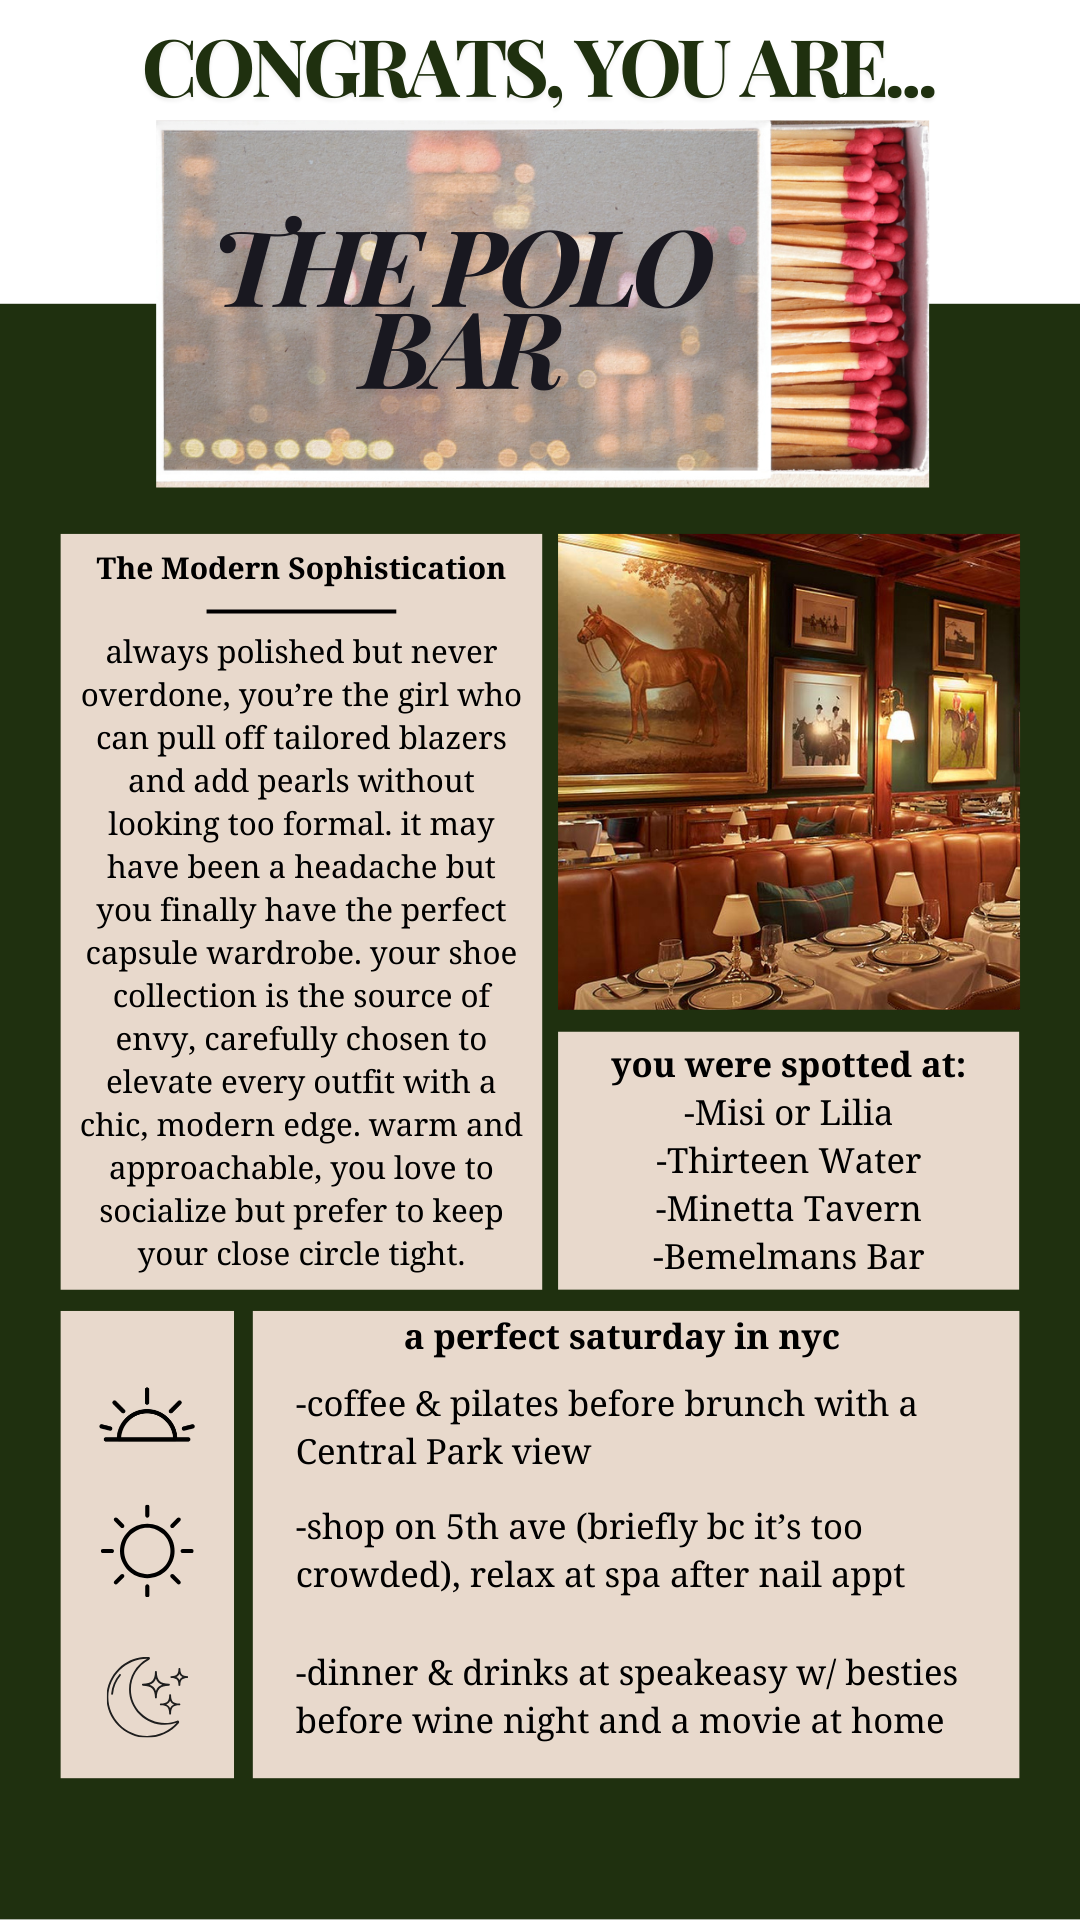 CONGRATS, YOU ARE...
THE POLO
BAR
The Modern Sophistication
always polished but never
overdone, you’re the girl who
can pull off tailored blazers
and add pearls without
looking too formal. it may
have been a headache but
you finally have the perfect
capsule wardrobe. your shoe
collection is the source of
envy, carefully chosen to
elevate every outfit with a
chic, modern edge. warm and
approachable, you love to
socialize but prefer to keep
your close circle tight.
you were spotted at:
-Misi or Lilia
-Thirteen Water
-Minetta Tavern
-Bemelmans Bar
a perfect saturday in nyc
-coffee & pilates before brunch with a
Central Park view
-shop on 5th ave (briefly bc it’s too
crowded), relax at spa after nail appt
-dinner & drinks at speakeasy w/ besties
before wine night and a movie at home